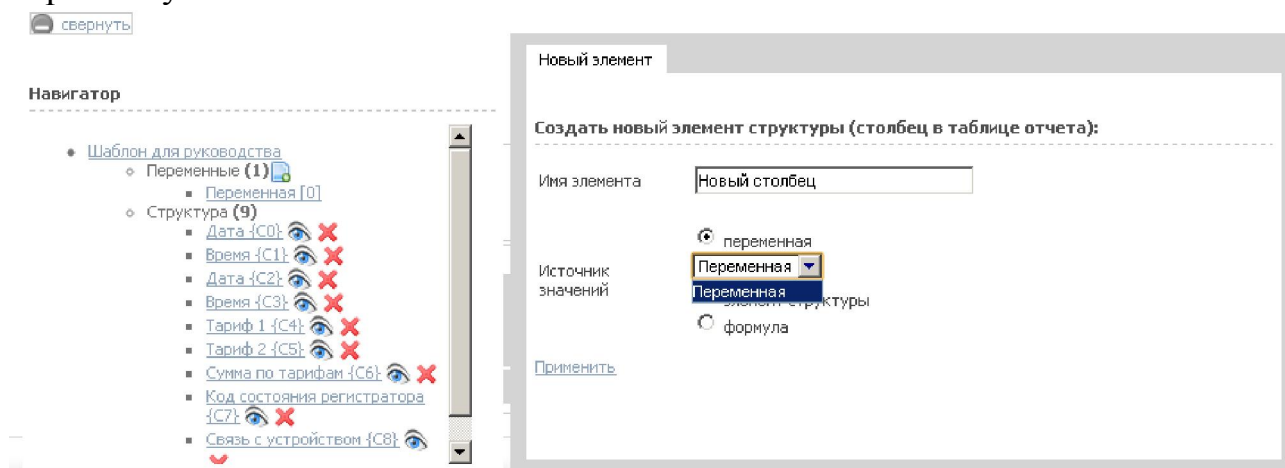 свернуть
Навигатор
Шаблон для руководства
Переменные (1)
Переменная [0]
Структура (9)
Дата {C0}
Время {C1}
Дата {C2}
Время {C3}
Тариф 1 {C4}
Тариф 2 {C5}
Сумма по тарифам {C6}
Код состояния регистратора
{C7}
Связь с устройством {C8}
Новый элемент
Создать новый элемент структуры (столбец в таблице отчета):
Имя элемента
Новый столбец
переменная
Источник
значений
Переменная
Переменная
элемент структуры
формула
Применить